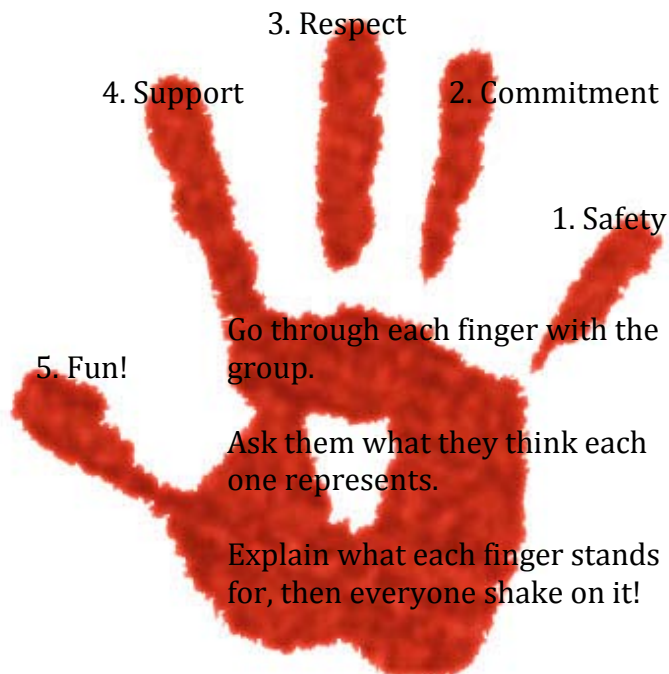 3. Respect
4. Support
2. Commitment
1. Safety
Go through each finger with the
group.
5. Fun!
Ask them what they think each
one represents.
Explain what each finger stands
for, then everyone shake on it!